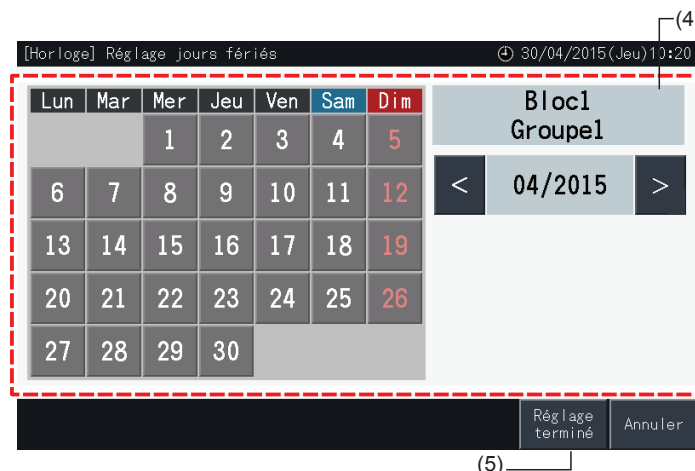 (4
[Horloge] Réglage jours fériés 30/04/2015(Jeu)10:20
Lun Mar Mer Jeu Ven Sam Dim
1 2 3 4 5
6 7 8 9 10 11 12
13 14 15 16 17 18 19
20 21 22 23 24 25 26
27 28 29 30
Bloc1
Groupe1
< 04/2015 >
Réglage
terminé
Annuler
(5)